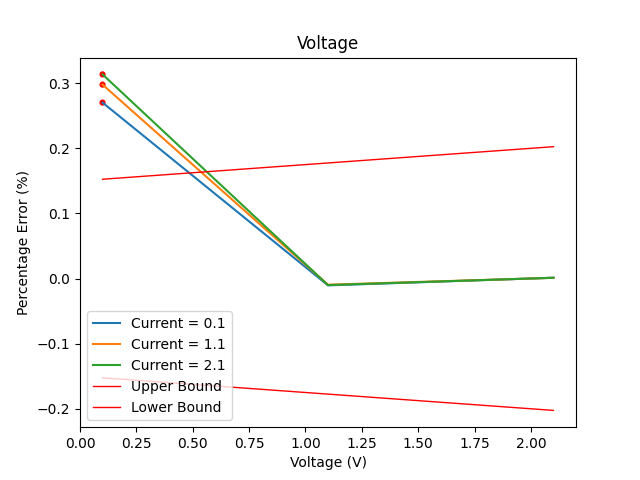 Voltage
Percentage Error (%)
0.3
0.2
0.1
0.0
−0.1
−0.2
Current = 0.1
Current = 1.1
Current = 2.1
Upper Bound
Lower Bound
0.00 0.25 0.50 0.75 1.00 1.25 1.50 1.75 2.00
Voltage (V)